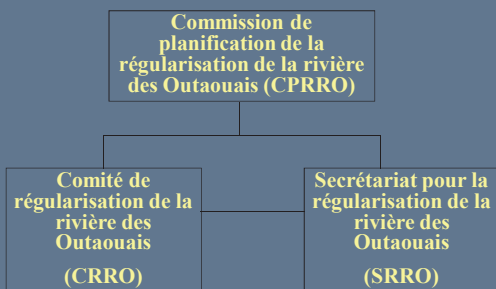 Commission de
planification de la
régularisation de la rivière
des Outaouais (CPRRO)
Comité de
régularisation de la
rivière des
Outaouais
(CRRO)
Secrétariat pour la
régularisation de la
rivière des
Outaouais
(SRRO)